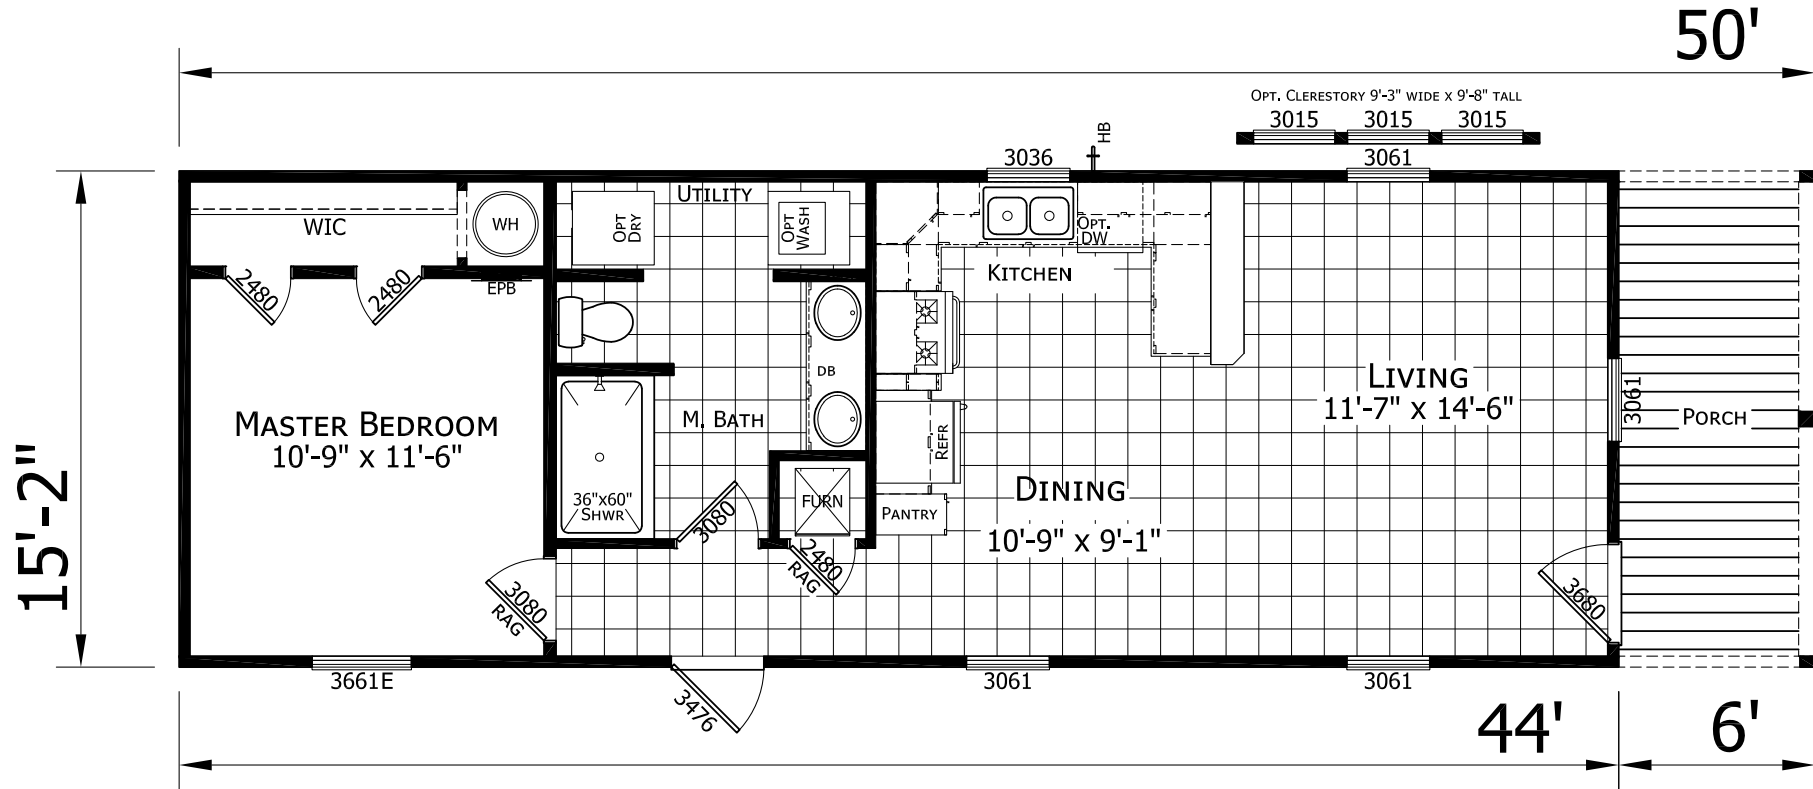 50'
OPT. CLERESTORY 9'-3" WIDE X 9'-8" TALL
3015 3015 3015
HB
3036
3061
UTILITY
WIC
WH
OPT DRY
OPT WASH
OPT. DW
KITCHEN
2480
2480
EPB
DB
LIVING
11'-7" X 14'-6"
3061
PORCH
MASTER BEDROOM
10'-9" X 11'-6"
M. BATH
REFR
15'-2"
36"X60"
SHWR
FURN
PANTRY
DINING
10'-9" X 9'-1"
3080
2480
RAG
3080
RAG
3680
3661E
3476
3061
3061
44'
6'